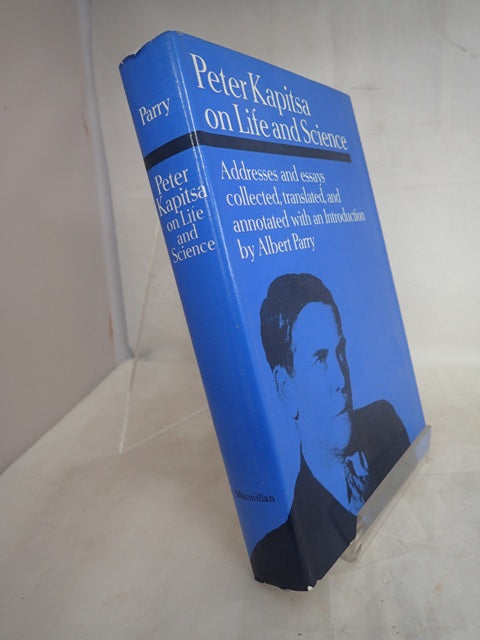 Parry
Peter
Kapitsa
on Life
and
Science
Macmillan
Peter Kapitsa
on Life and Science
Addresses and essays
collected, translated, and
annotated with an Introduction
by Albert Parry